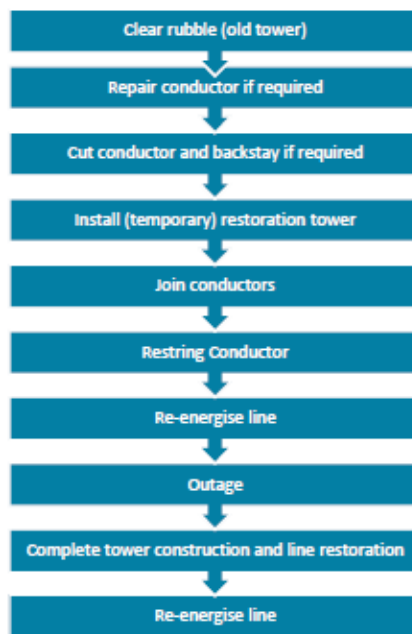 Clear rubble (old tower)
Repair conductor if required
Cut conductor and backstay if required
Install (temporary) restoration tower
Join conductors
Restring Conductor
Re-energise line
Outage
Complete tower construction and line restoration
Re-energise line